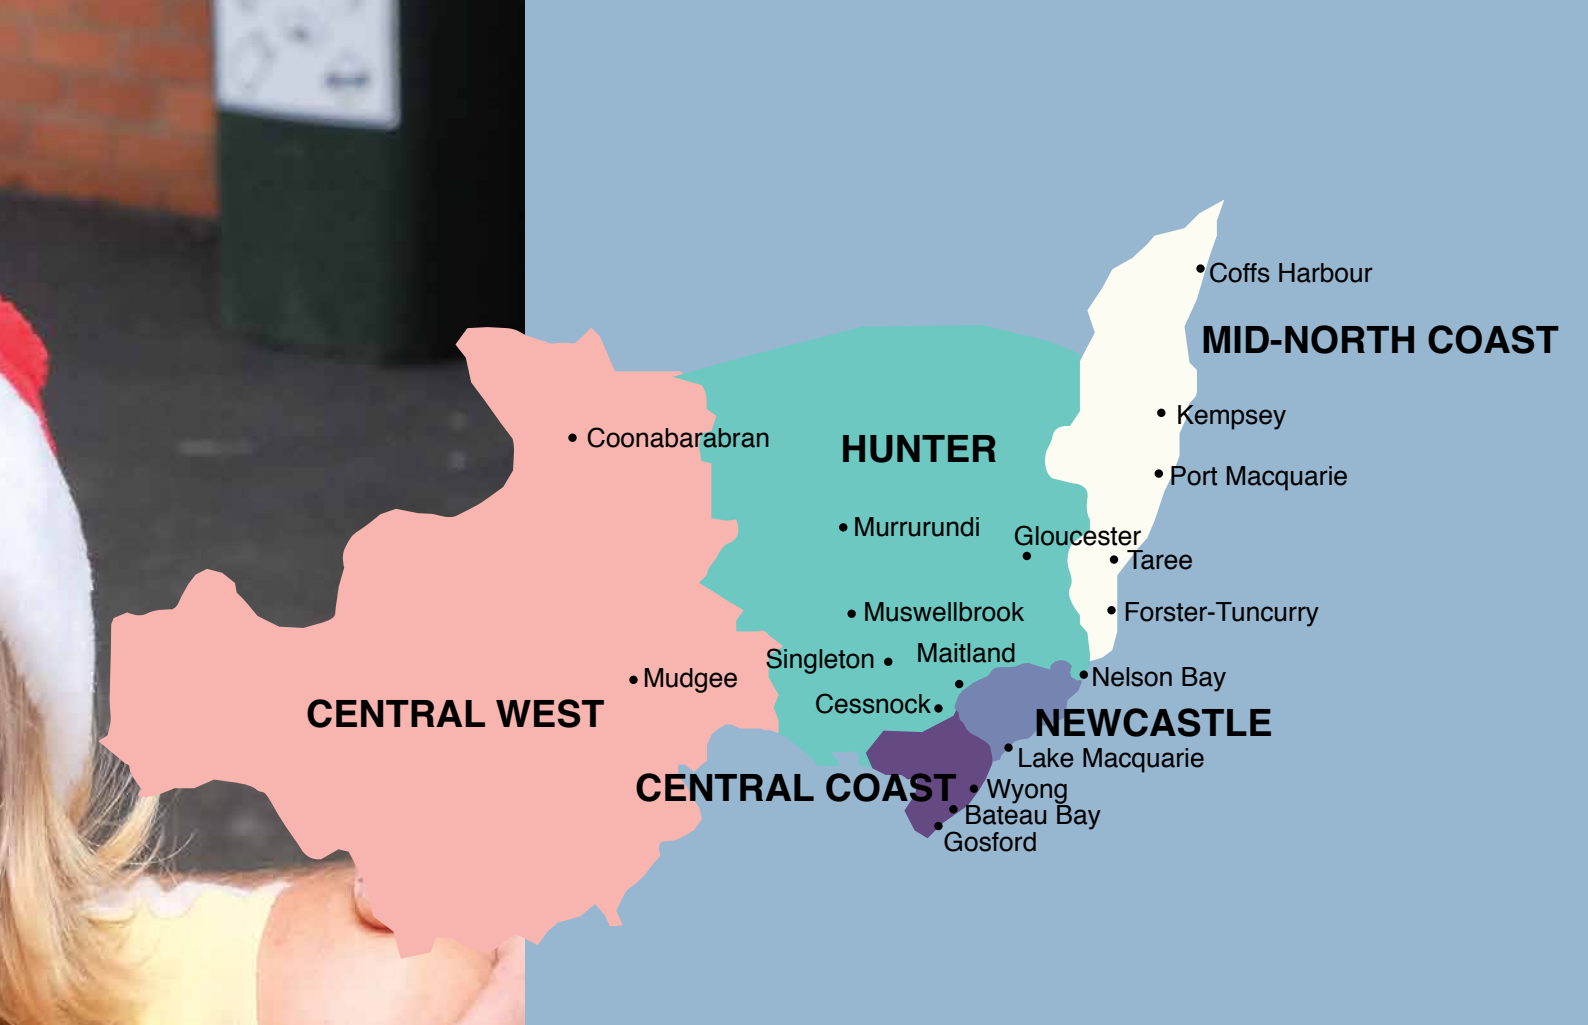 Coffs Harbour
MID-NORTH COAST
Kempsey
Coonabarabran
HUNTER
Port Macquarie
Murrurundi
Gloucester
Taree
Muswellbrook
Forster-Tuncurry
Singleton
Maitland
Mudgee
Nelson Bay
Cessnock
CENTRAL WEST
NEWCASTLE
Lake Macquarie
CENTRAL COAST
Wyong
Bateau Bay
Gosford